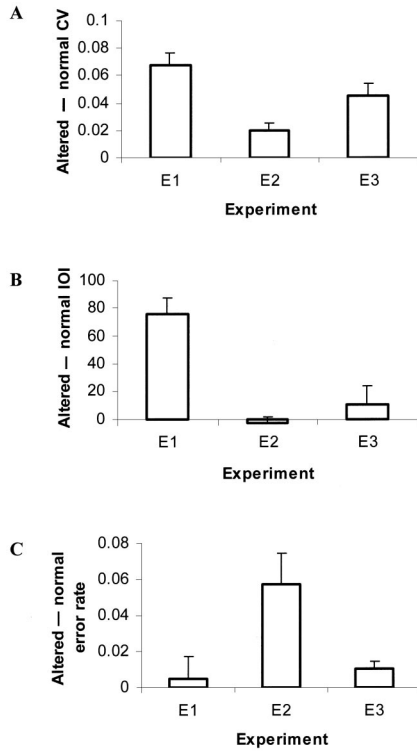 A
Altered — normal CV
0.1
0.08
0.06
0.04
0.02
0
E1 E2 E3
Experiment
B
Altered — normal IOI
100
80
60
40
20
0
E1 E2 E3
Experiment
C
Altered — normal
error rate
0.08
0.06
0.04
0.02
0
E1 E2 E3
Experiment